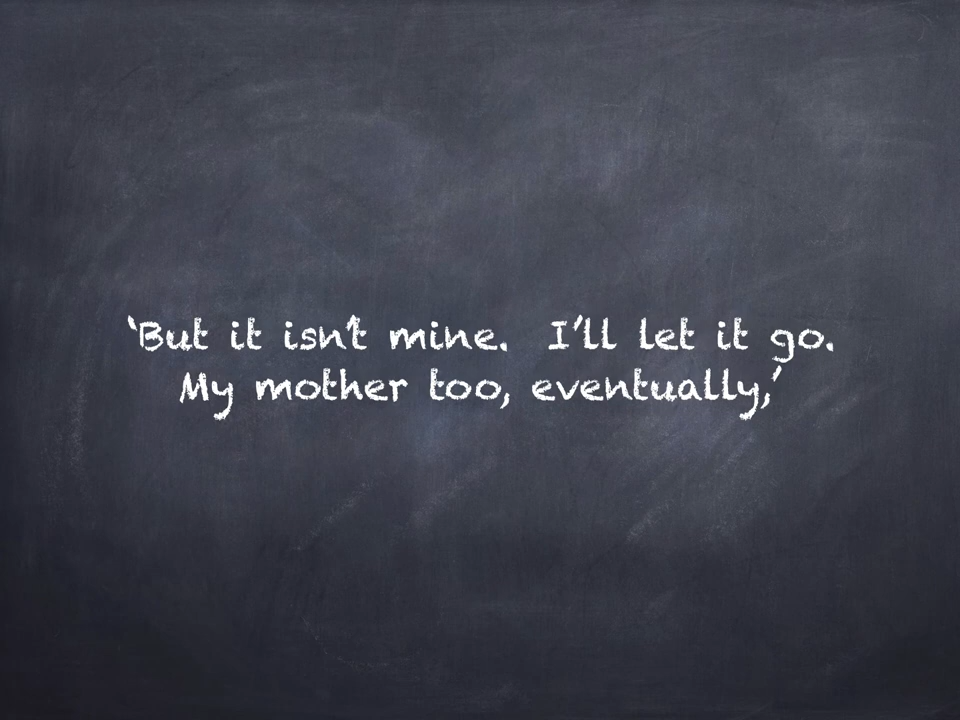 ‘But it isn’t mine.  I’ll let it go.
My mother too, eventually,’